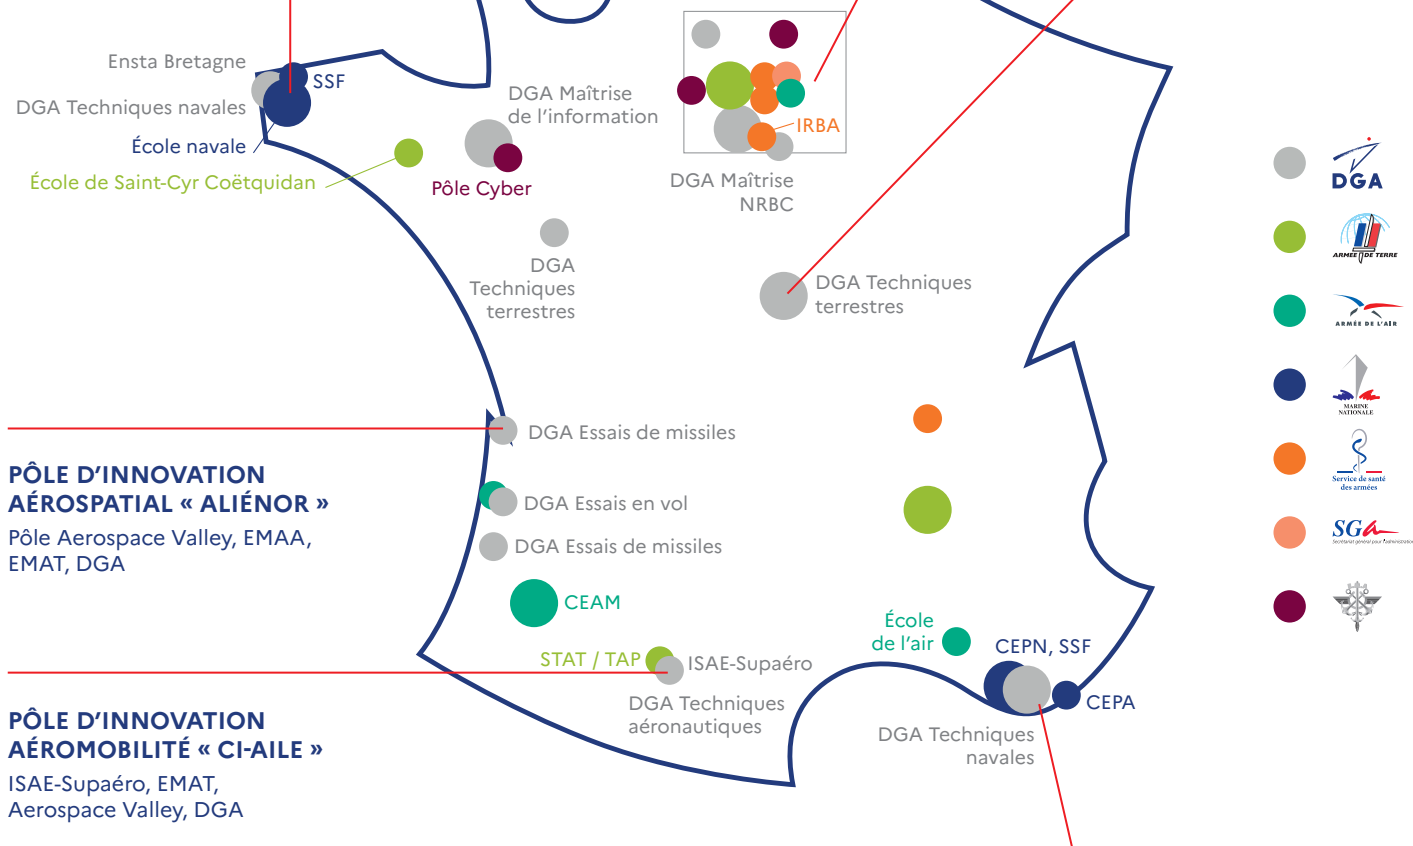 Ensta Bretagne
SSF
DGA Techniques navales
École navale
École de Saint-Cyr Coëtquidan
DGA Maîtrise
de l’information
Pôle Cyber
IRBA
DGA Maîtrise
NRBC
DGA
Techniques
terrestres
DGA Techniques
terrestres
DGA Essais de missiles
PÔLE D’INNOVATION
AÉROSPATIAL « ALIÉNOR »
Pôle Aerospace Valley, EMAA,
EMAT, DGA
DGA Essais en vol
DGA Essais de missiles
CEAM
École
de l’air
CEPN, SSF
STAT / TAP
ISAE-Supaéro
CEPA
DGA Techniques
aéronautiques
DGA Techniques
navales
PÔLE D’INNOVATION
AÉROMOBILITÉ « CI-AILE »
ISAE-Supaéro, EMAT,
Aerospace Valley, DGA
DGA
ARMÉE DE TERRE
ARMÉE DE L’AIR
MARINE
NATIONALE
Service de santé
des armées
SGA
Secrétariat général pour l’administration